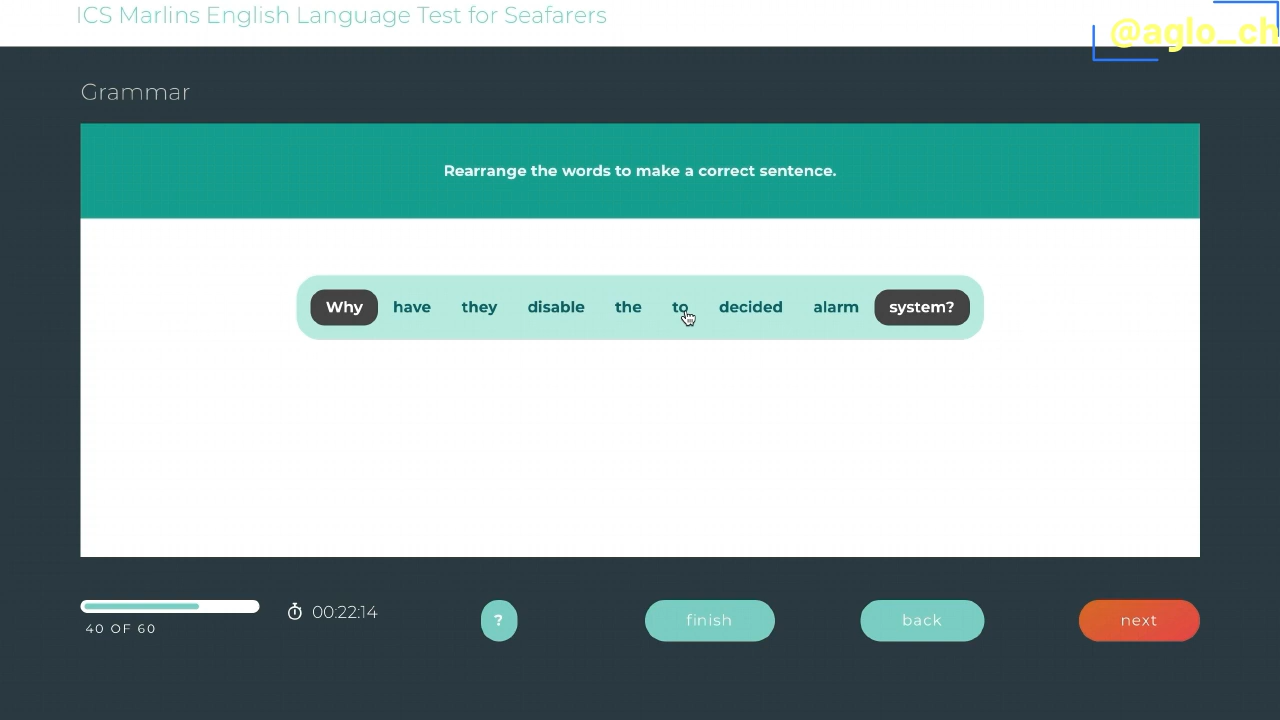 ICS Marlins English Language Test for Seafarers
@aglo_ch
Grammar
Rearrange the words to make a correct sentence.
Why have they disable the to decided alarm system?
40 OF 60
00:22:14
?
finish
back
next